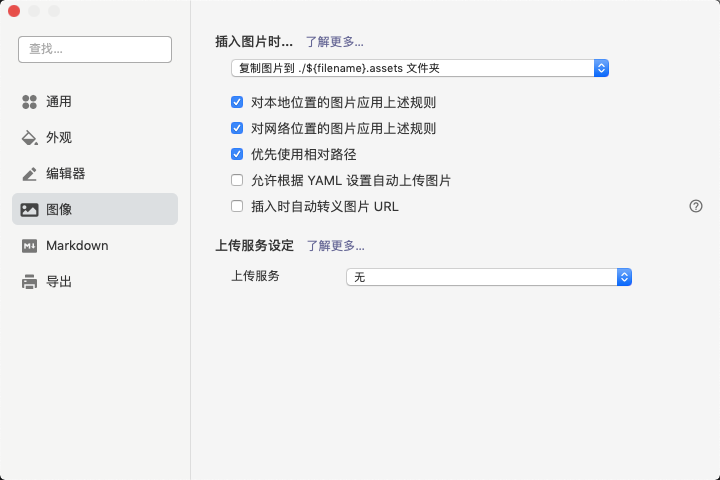 查找...
通用
外观
编辑器
图像
Markdown
导出
插入图片时... 了解更多...
复制图片到 ./${filename}.assets 文件夹
对本地位置的图片应用上述规则
对网络位置的图片应用上述规则
优先使用相对路径
允许根据 YAML 设置自动上传图片
插入时自动转义图片 URL
上传服务设定 了解更多...
上传服务 无